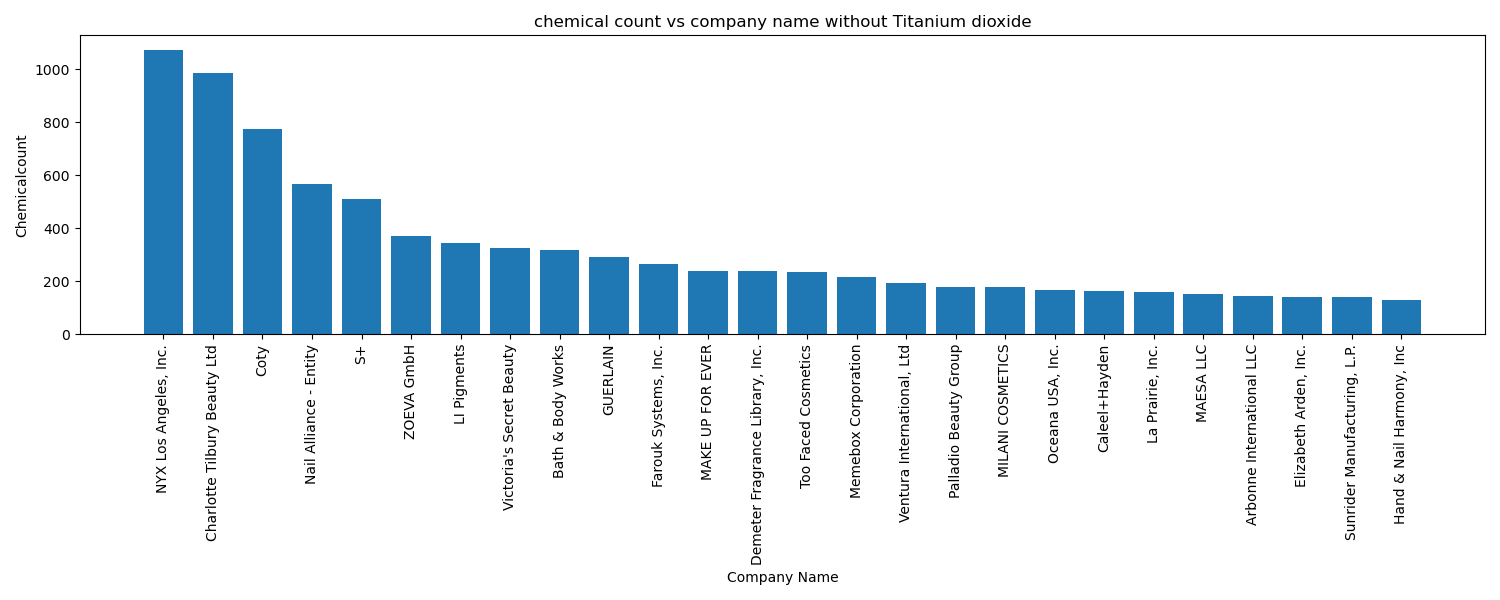 chemical count vs company name without Titanium dioxide
Chemicalcount
1000
800
600
400
200
0
NYX Los Angeles, Inc.
Charlotte Tilbury Beauty Ltd
Coty
Nail Alliance - Entity
S+
ZOEVA GmbH
LI Pigments
Victoria's Secret Beauty
Bath & Body Works
GUERLAIN
Farouk Systems, Inc.
MAKE UP FOR EVER
Demeter Fragrance Library, Inc.
Too Faced Cosmetics
Memebox Corporation
Ventura International, Ltd
Palladio Beauty Group
MILANI COSMETICS
Oceana USA, Inc.
Caleel+Hayden
La Prairie, Inc.
MAESA LLC
Arbonne International LLC
Elizabeth Arden, Inc.
Sunrider Manufacturing, L.P.
Hand & Nail Harmony, Inc
Company Name